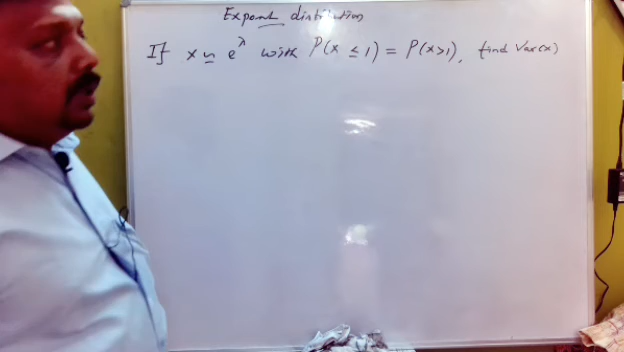 Expon distribution
If x ~ e^λ with P(x ≤ 1) = P(x>1), find Var(x)